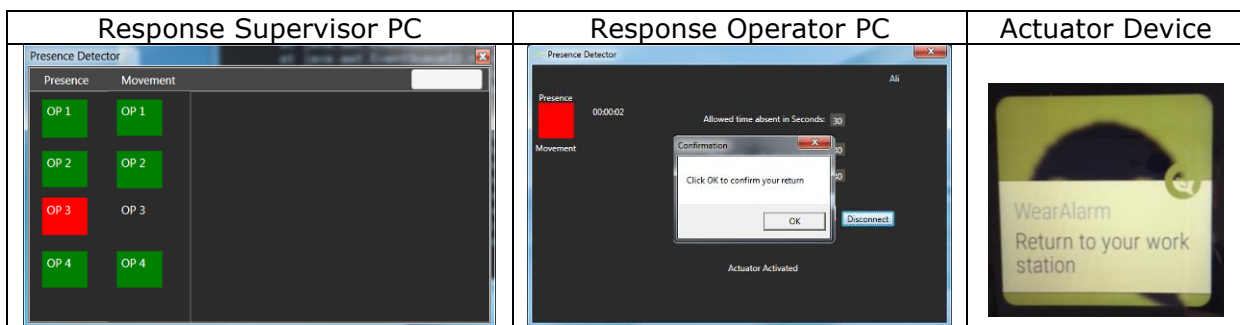 Response Supervisor PC
Response Operator PC
Actuator Device
Presence Detector
Presence Movement
OP 1 OP 1
OP 2 OP 2
OP 3 OP 3
OP 4 OP 4
Presence Detector
Ali
Presence
00:00:02
Allowed time absent in Seconds: 30
Movement
Confirmation
Click OK to confirm your return
OK
Disconnect
Actuator Activated
WearAlarm
Return to your work
station